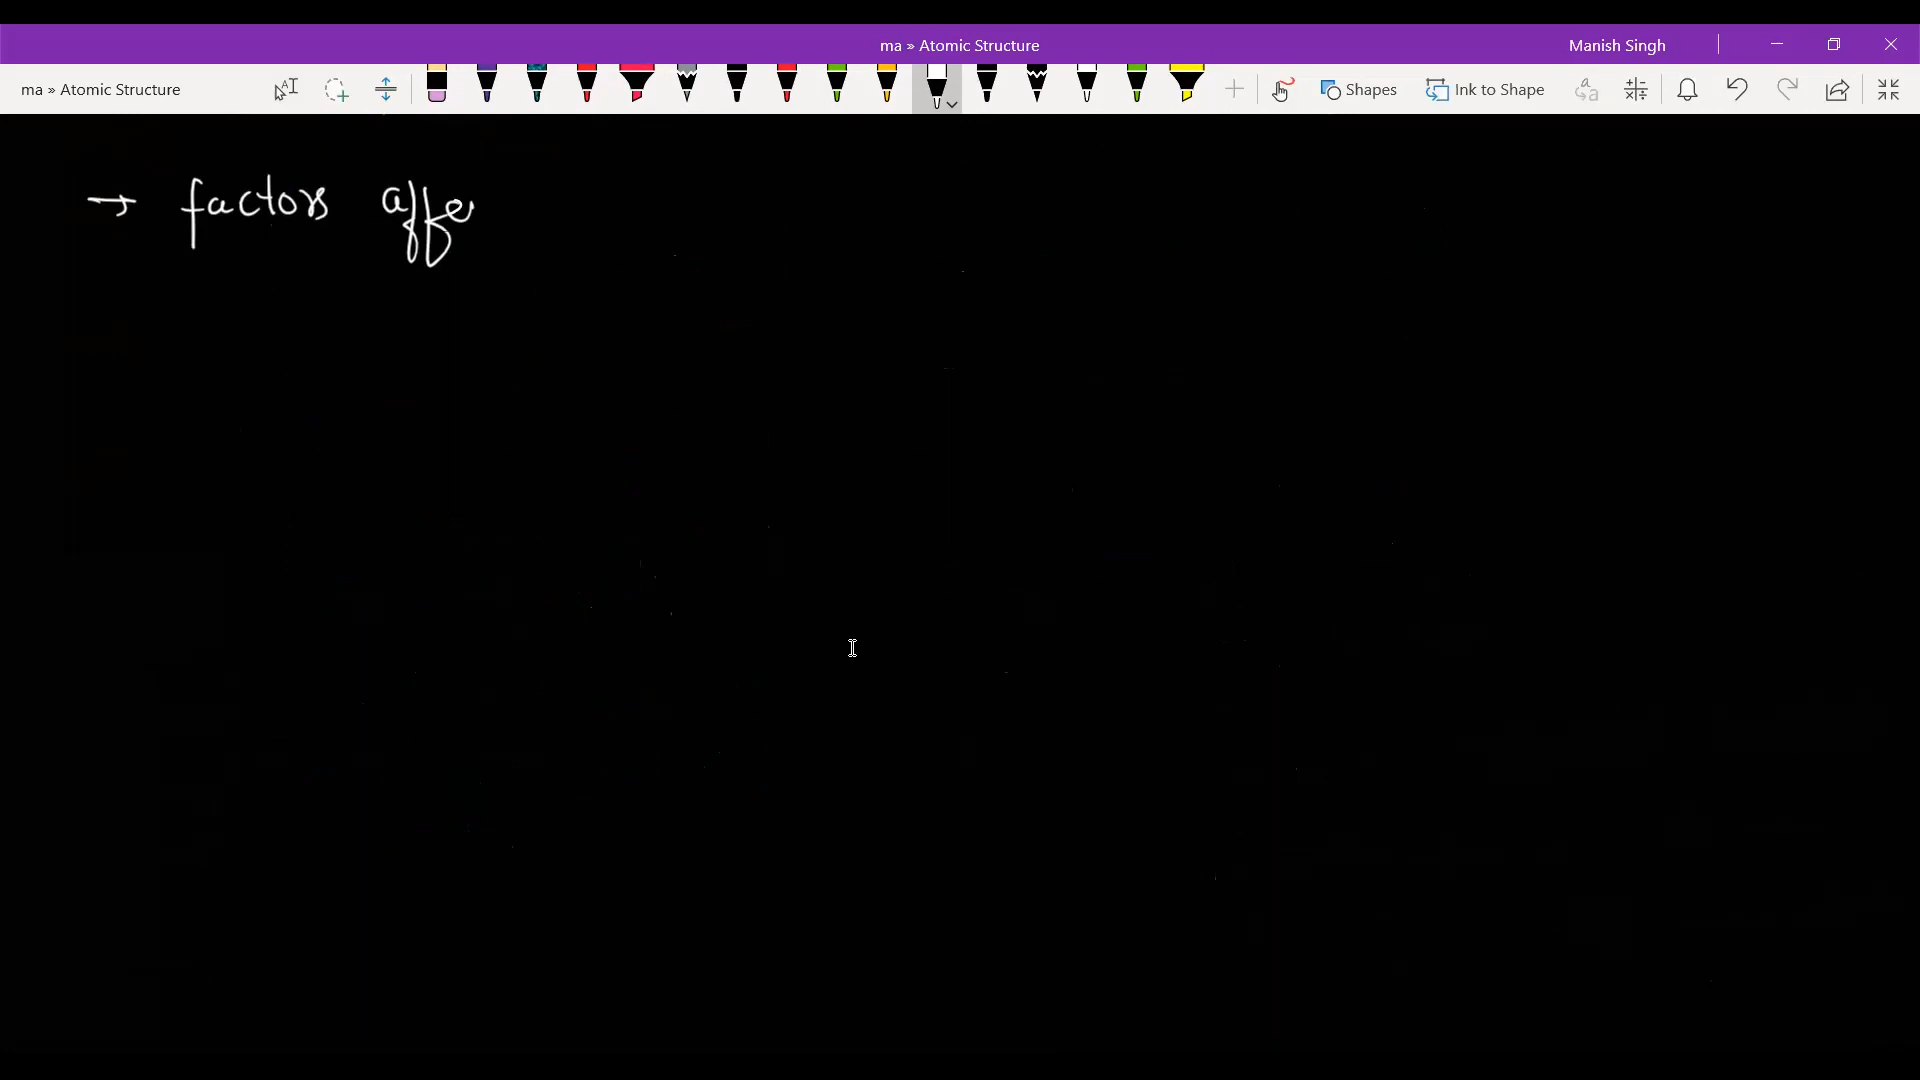 ma » Atomic Structure
Manish Singh
ma » Atomic Structure
Shapes
Ink to Shape
→ factors affe